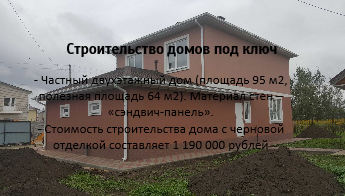 Строительство домов под ключ
- Частный двухэтажный дом (площадь 95 м2,
полезная площадь 64 м2). Материал стен –
«сэндвич-панель».
Стоимость строительства дома с черновой
отделкой составляет 1 190 000 рублей